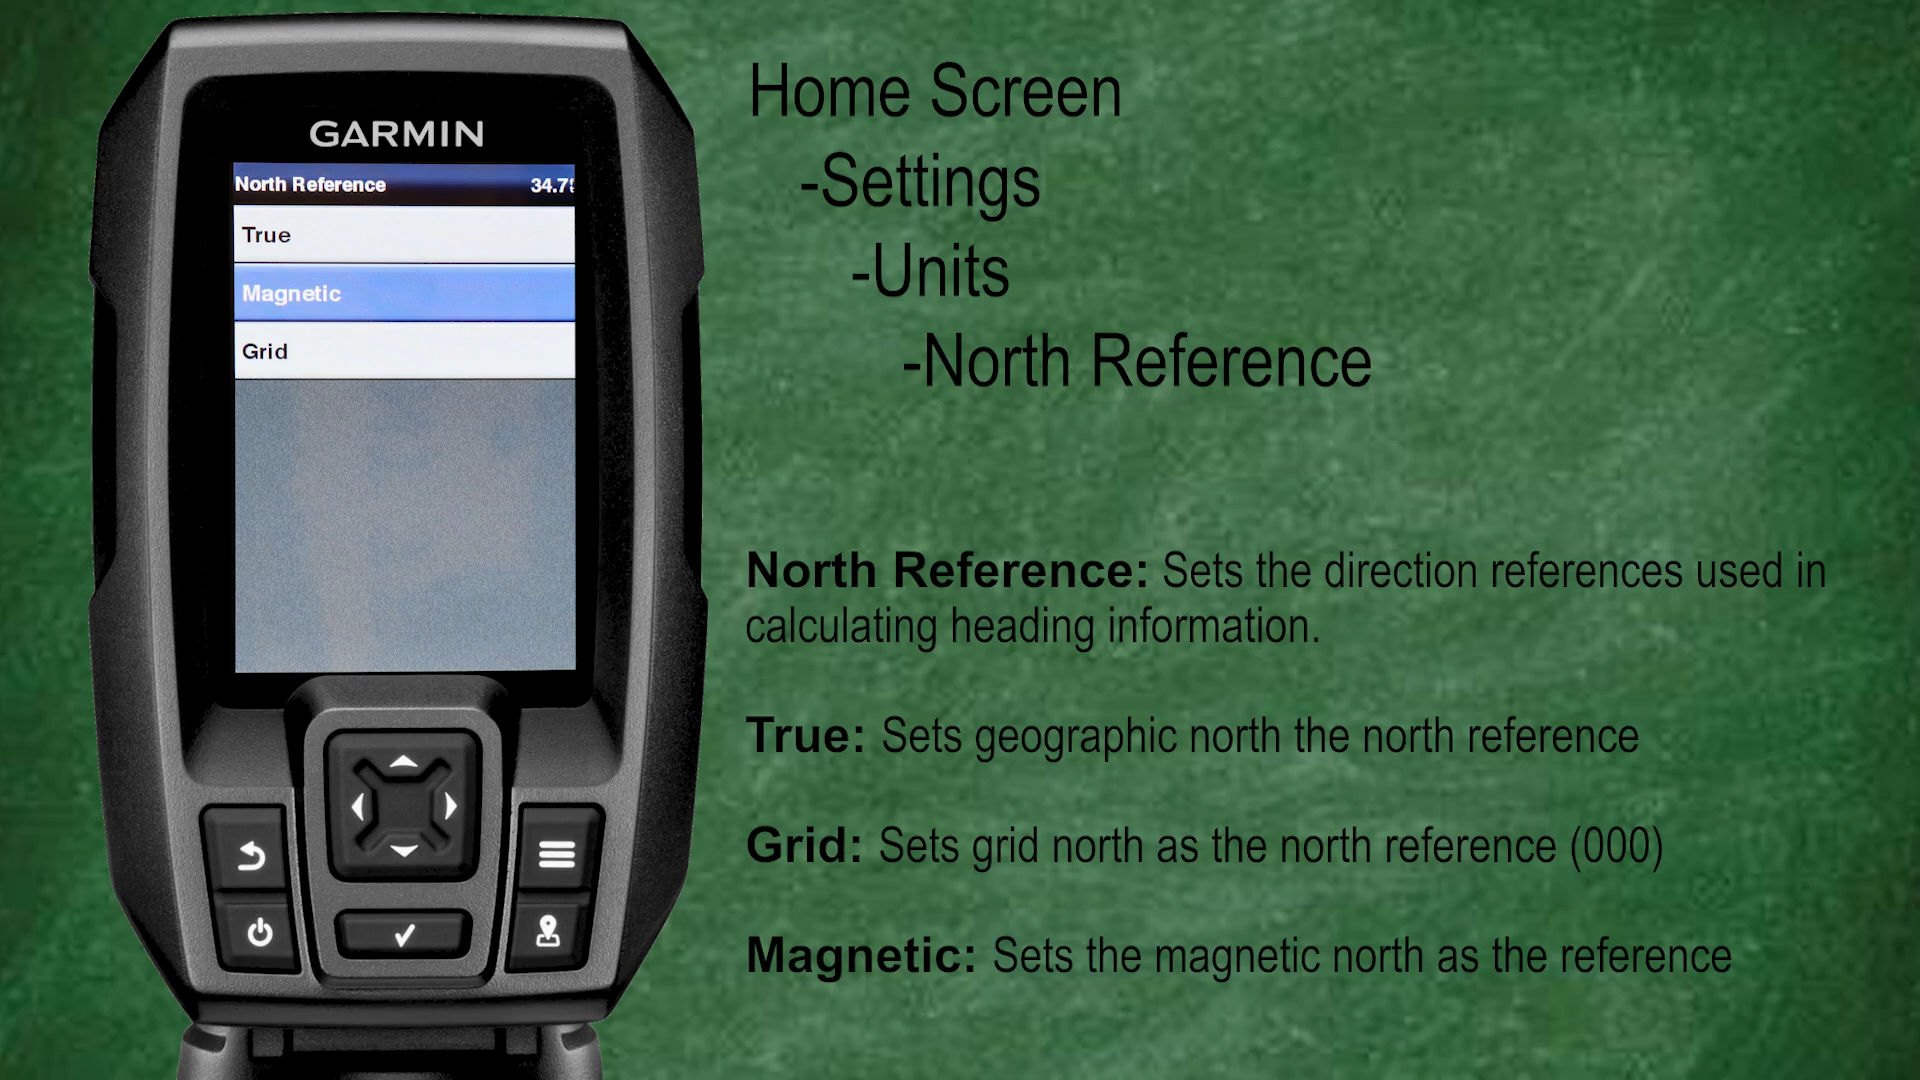 GARMIN
North Reference
True
Magnetic
Grid
Home Screen
-Settings
-Units
-North Reference
North Reference: Sets the direction references used in
calculating heading information.
True: Sets geographic north the north reference
Grid: Sets grid north as the north reference (000)
Magnetic: Sets the magnetic north as the reference